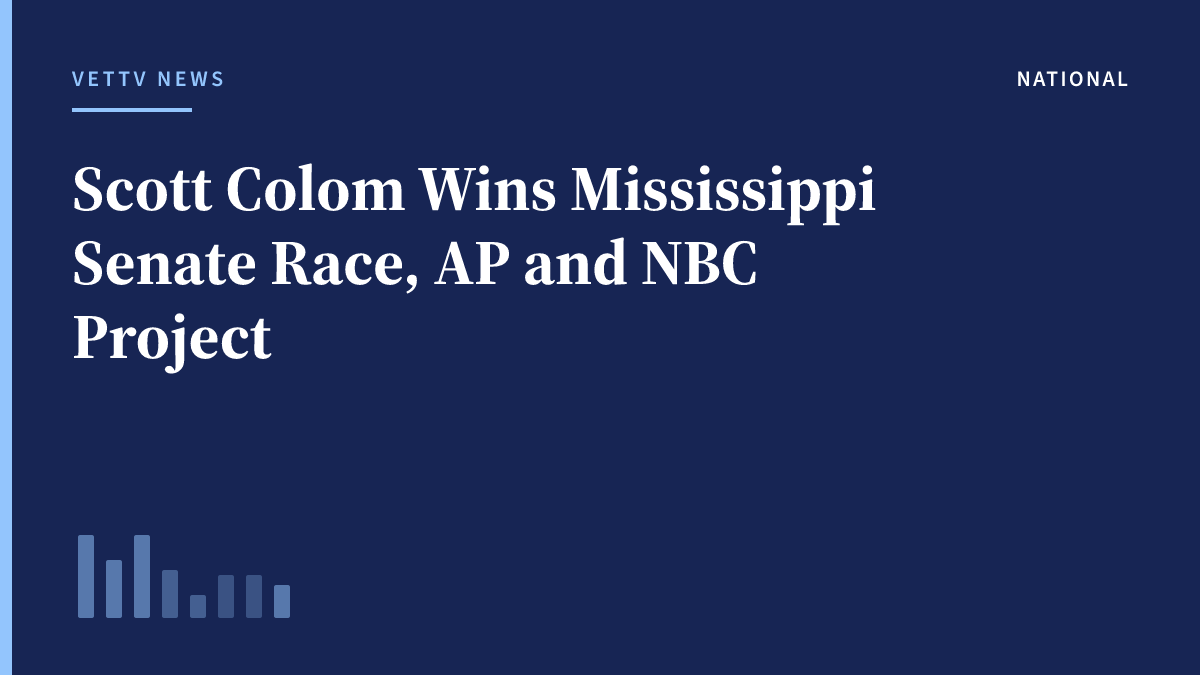 VETTV NEWS
NATIONAL
Scott Colom Wins Mississippi
Senate Race, AP and NBC
Project